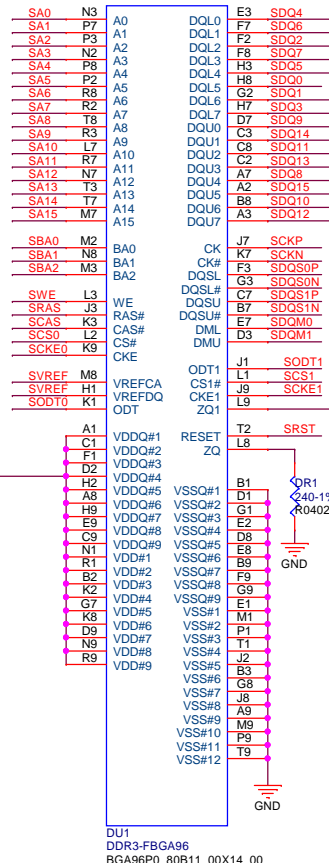 SA0 N3 A0 DQL0 E3 SDQ4
SA1 P7 A1 DQL1 F7 SDQ6
SA2 P3 A2 DQL2 F2 SDQ2
SA3 N2 A3 DQL3 F8 SDQ7
SA4 P8 A4 DQL4 H3 SDQ5
SA5 P2 A5 DQL5 H8 SDQ0
SA6 R8 A6 DQL6 G2 SDQ1
SA7 R2 A7 DQL7 H7 SDQ3
SA8 T8 A8 DQU0 D7 SDQ9
SA9 R3 A9 DQU1 C3 SDQ14
SA10 L7 A10 DQU2 C8 SDQ11
SA11 R7 A11 DQU3 C2 SDQ13
SA12 N7 A12 DQU4 A7 SDQ8
SA13 T3 A13 DQU5 A2 SDQ15
SA14 T7 A14 DQU6 B8 SDQ10
SA15 M7 A15 DQU7 A3 SDQ12
SBA0 M2 BA0 CK J7 SCKP
SBA1 N8 BA1 CK# K7 SCKN
SBA2 M3 BA2 DQSL F3 SDQS0P
DQSL# G3 SDQS0N
SWE L3 WE DQSU C7 SDQS1P
SRAS J3 RAS# DQSU# B7 SDQS1N
SCAS K3 CAS# DML E7 SDQM0
SCS0 L2 CS# DMU D3 SDQM1
SCKE0 K9 CKE
ODT1 J1 SODT1
SVREF M8 VREFCA CS1# L1 SCS1
SVREF H1 VREFDQ CKE1 J9 SCKE1
SODT0 K1 ODT ZQ1 L9
A1 VDDQ#1 RESET T2 SRST
C1 VDDQ#2 ZQ L8
F1 VDDQ#3
D2 VDDQ#4 DR1
H2 VDDQ#5 VSSQ#1 B1 240-1%
A8 VDDQ#6 VSSQ#2 D1 R0402
H9 VDDQ#7 VSSQ#3 G1
E9 VDDQ#8 VSSQ#4 E2
C9 VDDQ#9 VSSQ#5 D8
N1 VDD#1 VSSQ#6 E8 GND
R1 VDD#2 VSSQ#7 B9
B2 VDD#3 VSSQ#8 F9
K2 VDD#4 VSSQ#9 G9
G7 VDD#5 VSS#1 E1
K8 VDD#6 VSS#2 M1
D9 VDD#7 VSS#3 P1
N9 VDD#8 VSS#4 T1
R9 VDD#9 VSS#5 J2
VSS#6 B3
VSS#7 G8
VSS#8 J8
VSS#9 A9
VSS#10 M9
VSS#11 P9
VSS#12 T9
GND
DU1
DDR3-FBGA96
BGA96P0_80B11_00X14_00